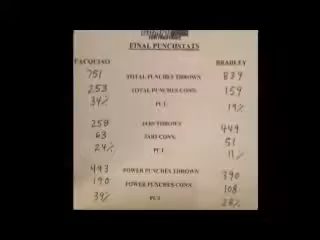 FINAL PUNCHSTATS
PACQUIAO BRADLEY
751 TOTAL PUNCHES THROWN 839
253 TOTAL PUNCHES CONN. 159
34% PCT. 19%
258 JABS THROWN 449
63 JABS CONN. 51
24% PCT. 11%
493 POWER PUNCHES THROWN 390
190 POWER PUNCHES CONN. 108
39% PCT. 28%